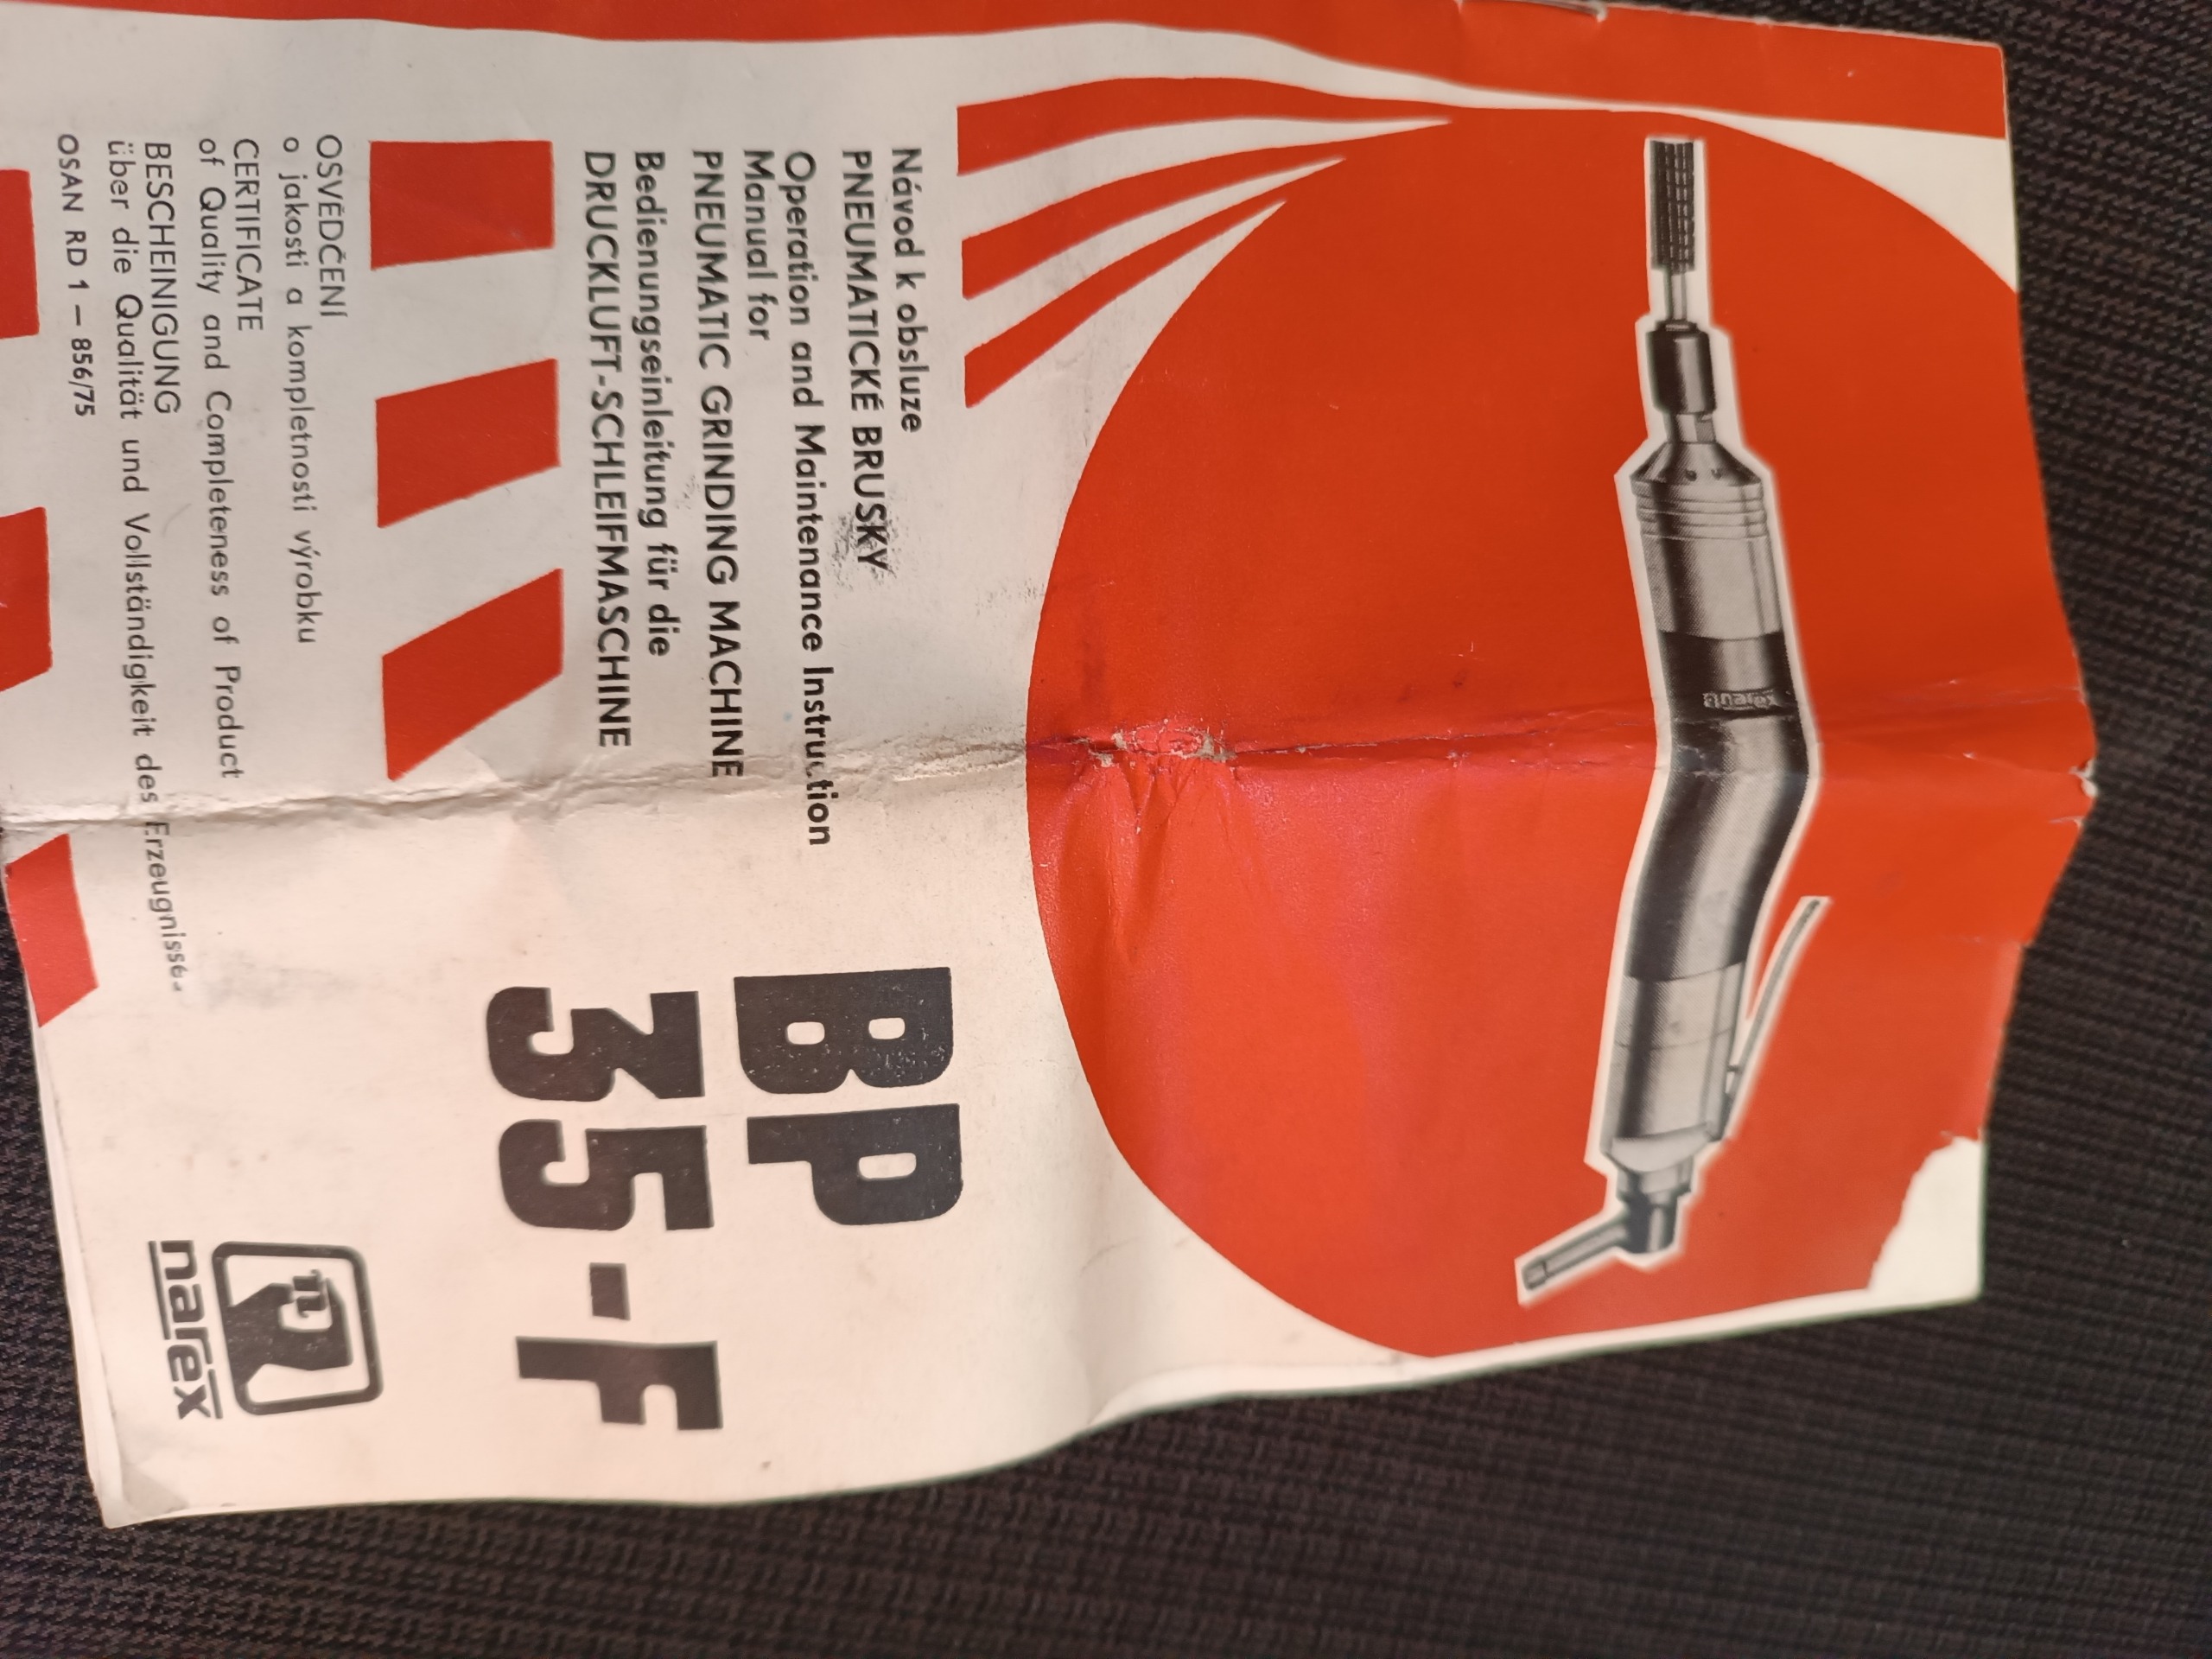 narex
BP
35-F
Návod k obsluze
PNEUMATICKÉ BRUSKY
Operation and Maintenance Instruction
Manual for
PNEUMATIC GRINDING MACHINE
Bedienungseinleitung für die
DRUCKLUFT-SCHLEIFMASCHINE
OSVĚDČENÍ
o jakosti a kompletnosti výrobku
CERTIFICATE
of Quality and Completeness of Product
BESCHEINIGUNG
über die Qualität und Vollständigkeit des Erzeugnisses
OSAN RD 1 — 856/75
n
narex